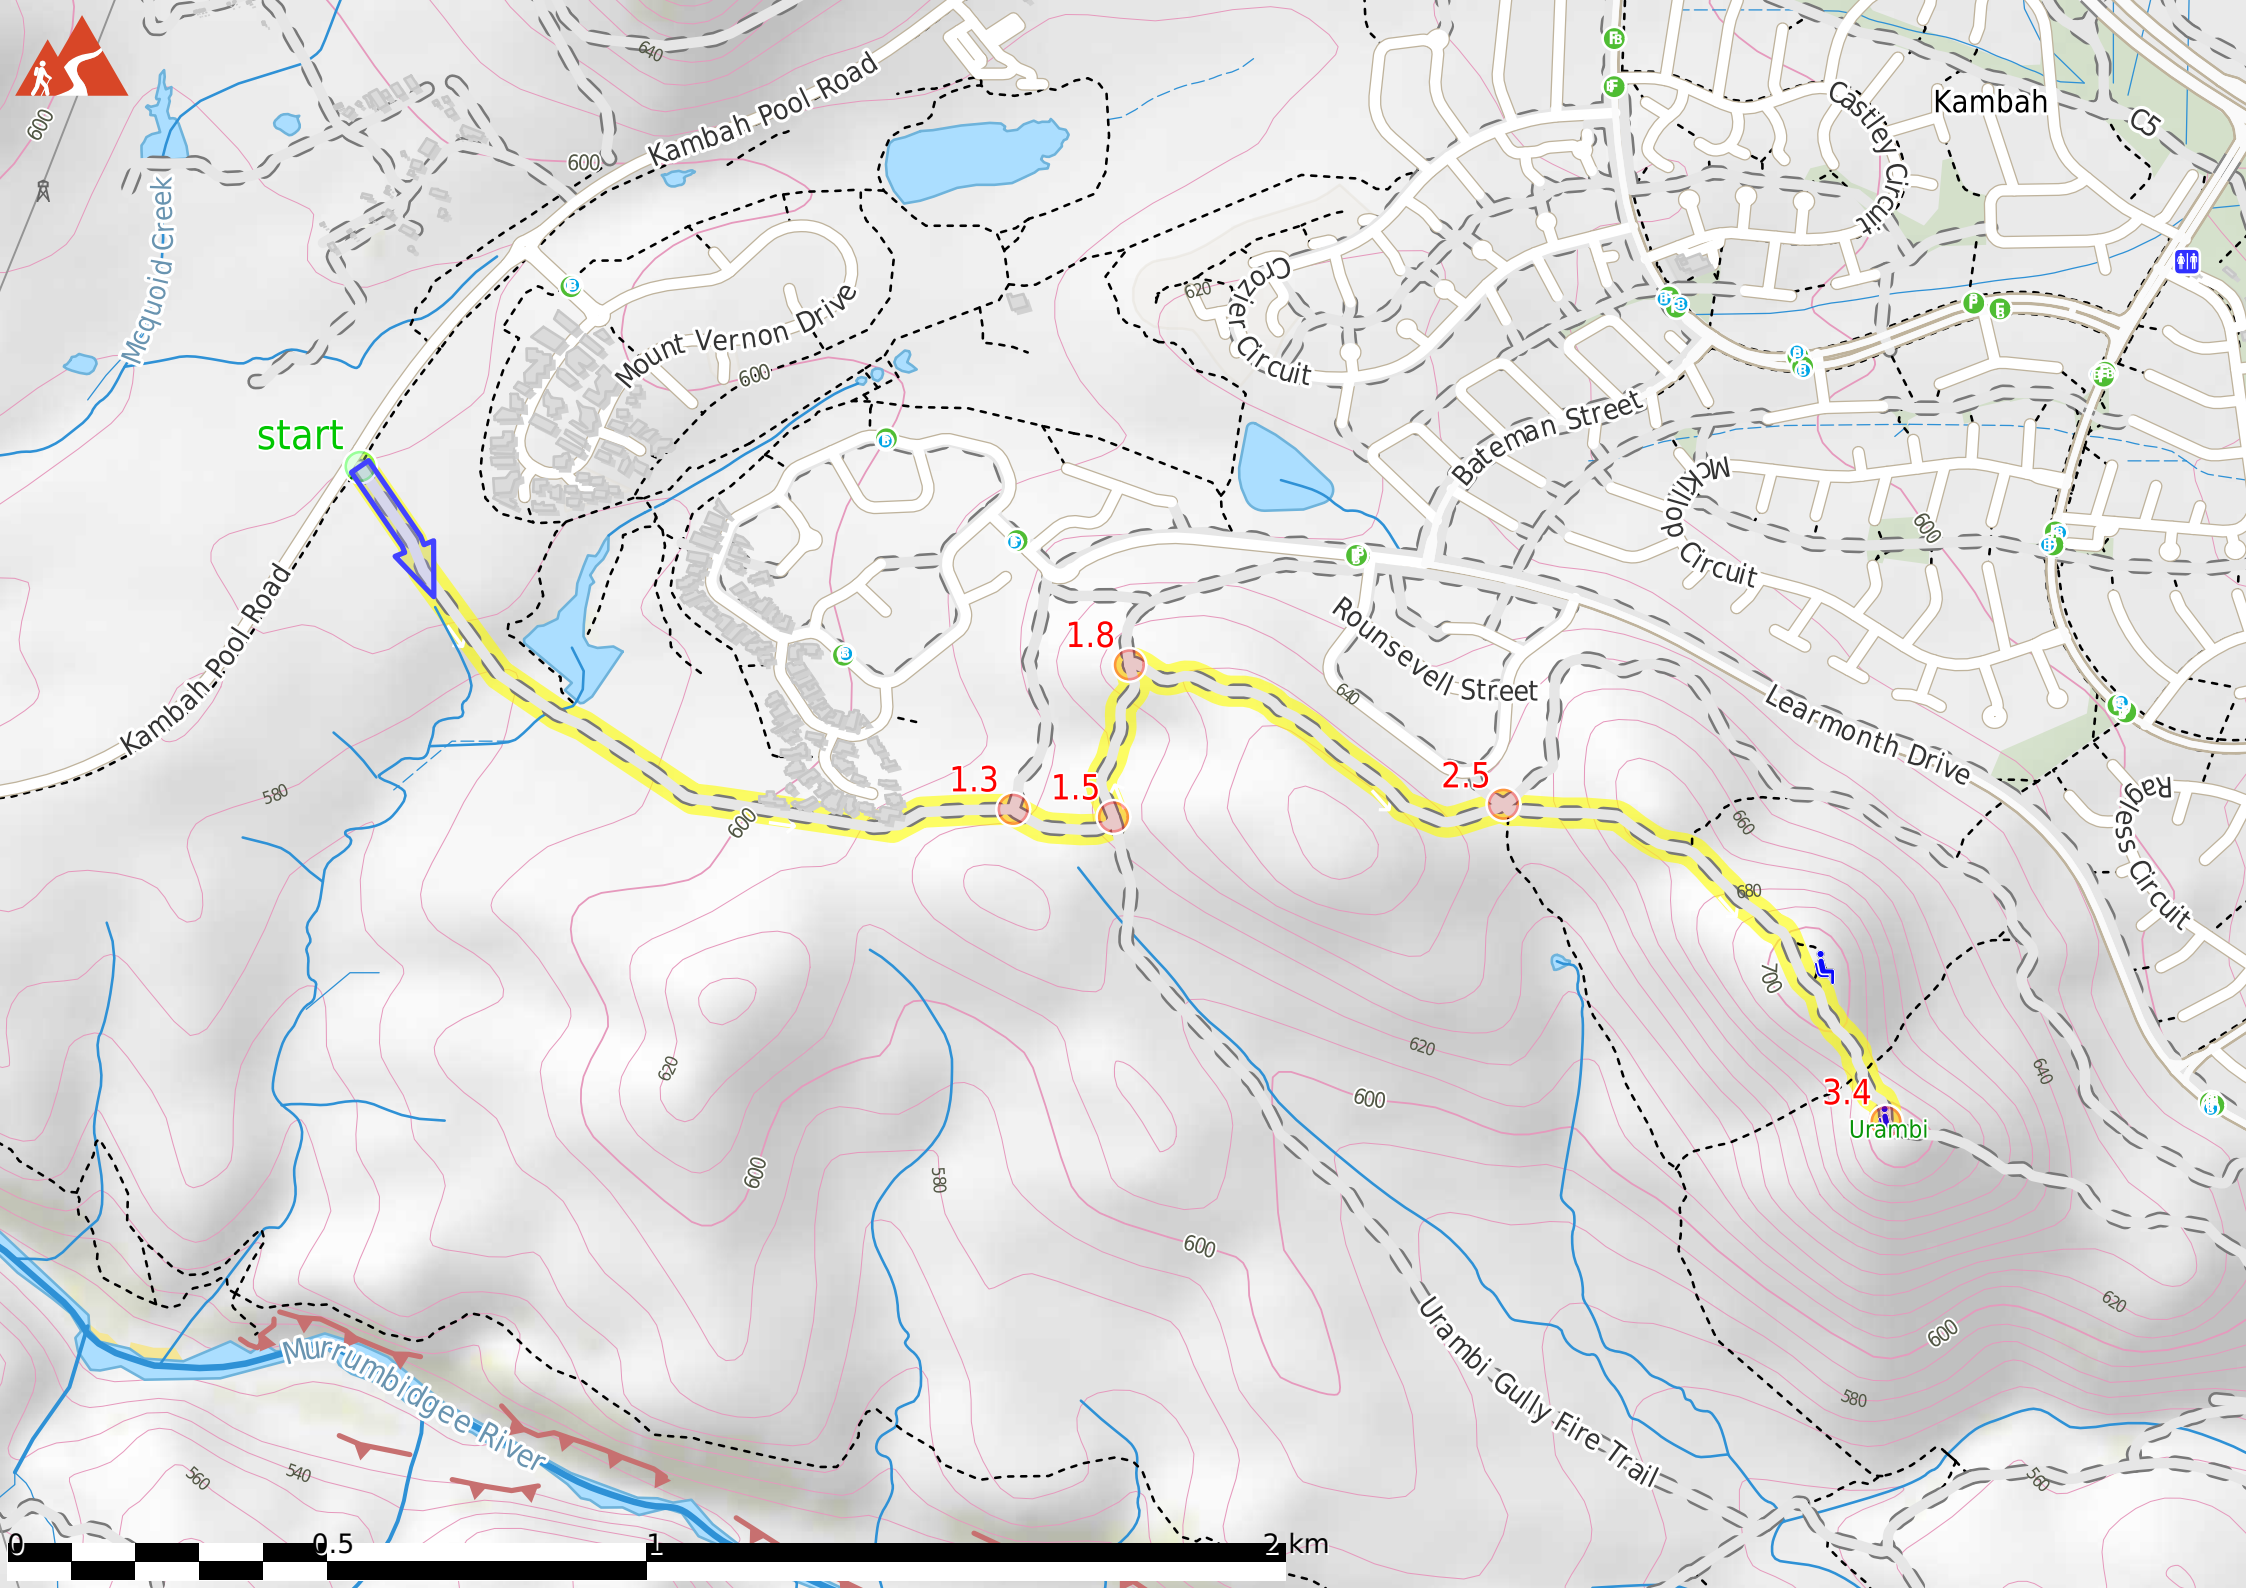 640
Kambah Pool Road
600
600
Castley Circuit
Kambah
C5
Mcquoid Creek
620
Crozier Circuit
Mount Vernon Drive
600
start
Bateman Street
McKillop Circuit
600
Kambah Pool Road
1.8
Rounsevell Street
640
Learmonth Drive
580
1.3
1.5
2.5
600
660
Ragless Circuit
680
700
620
620
600
640
3.4
Urambi
600
580
600
620
600
Urambi Gully Fire Trail
580
Murrumbidgee River
560
540
560
0
0.5
1
2 km